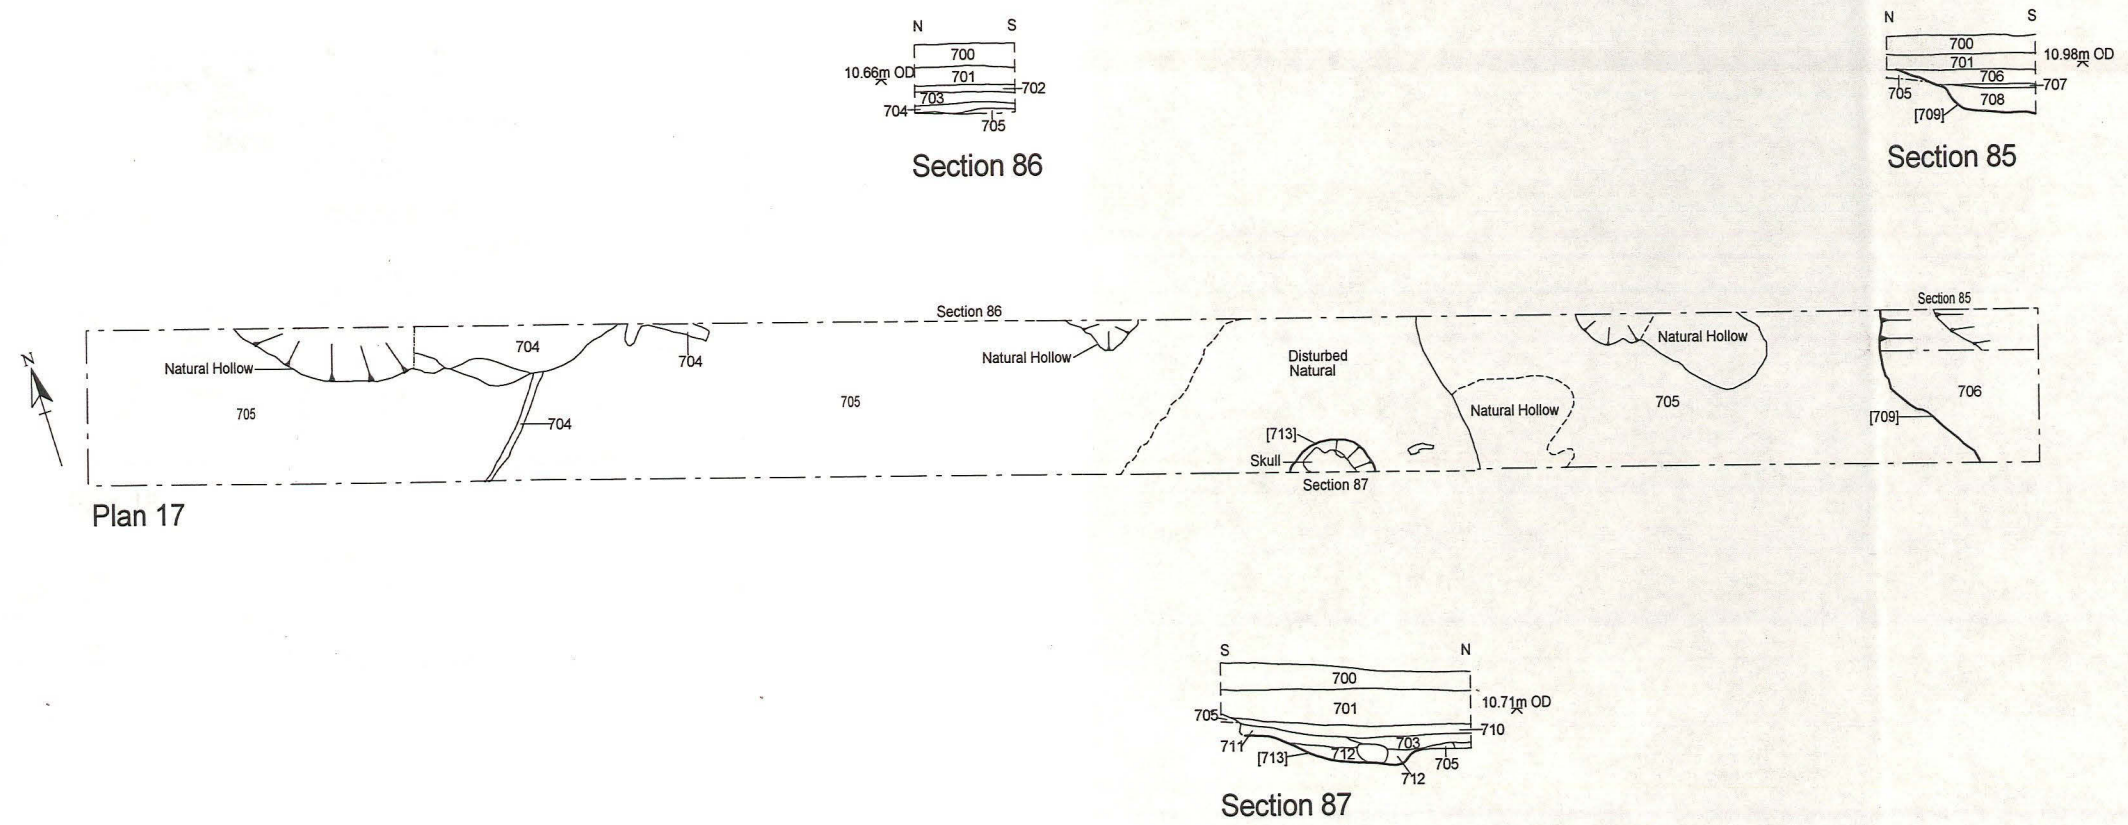 N S
700
10.66m OD
701
702
703
704
705
Section 86
N S
700
10.98m OD
701
706
707
705
708
[709]
Section 85
Section 86
Section 85
N
Natural Hollow
704
704
Natural Hollow
Disturbed
Natural
Natural Hollow
705
704
705
Natural Hollow
705
706
[709]
[713]
Skull
Section 87
Plan 17
S N
700
10.71m OD
701
705
710
711
703
712
[713]
705
712
Section 87